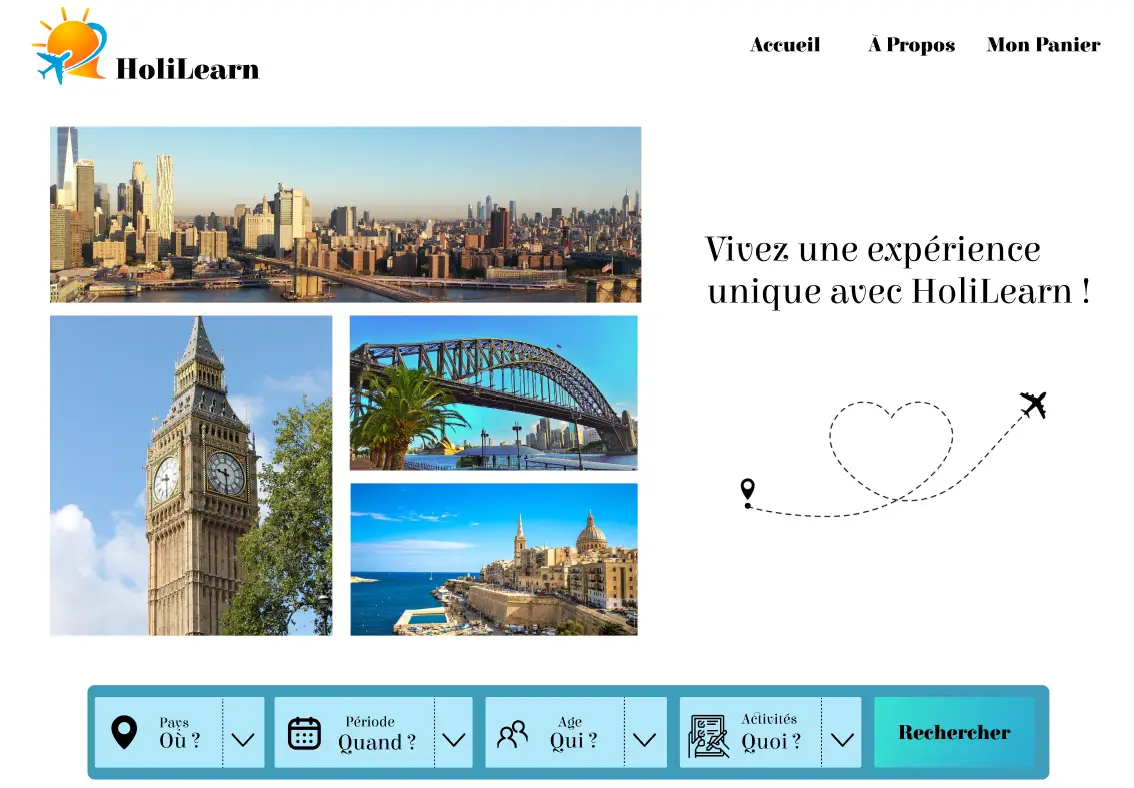 HoliLearn
Accueil À Propos Mon Panier
Vivez une expérience
unique avec HoliLearn !
Pays
Où ?
Période
Quand ?
Age
Qui ?
Activités
Quoi ?
Rechercher